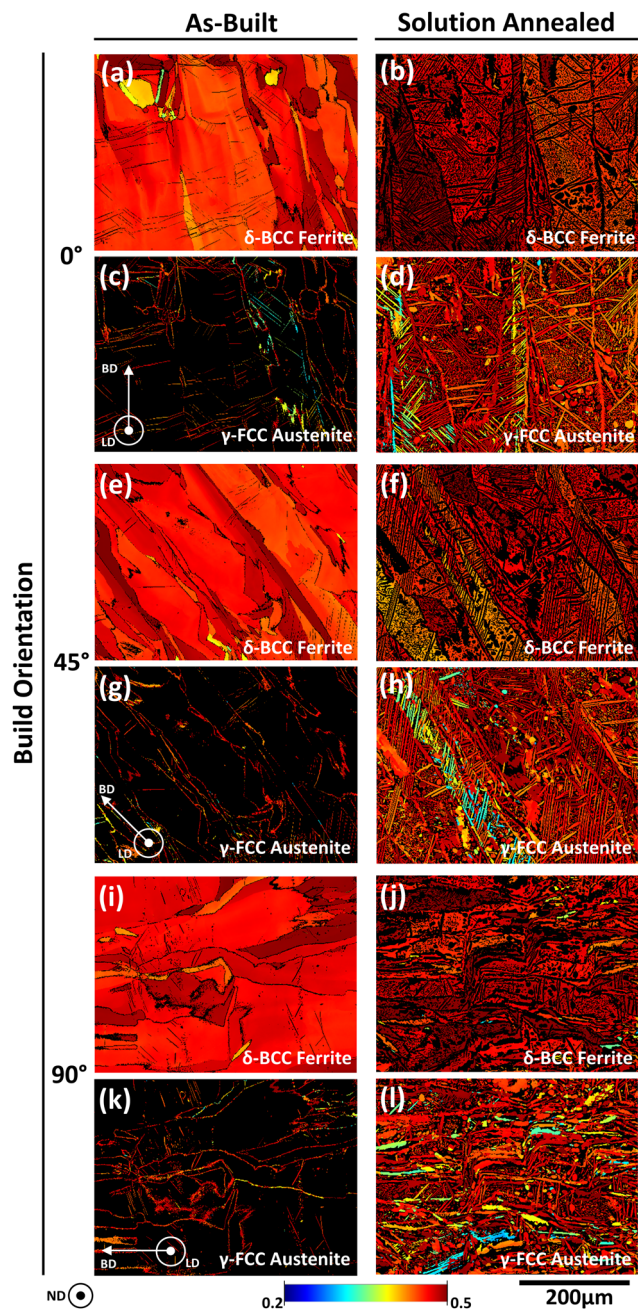 As-Built
Solution Annealed
Build Orientation
0°
(a)
δ-BCC Ferrite
(b)
δ-BCC Ferrite
(c)
BD
LD
γ-FCC Austenite
(d)
γ-FCC Austenite
45°
(e)
δ-BCC Ferrite
(f)
δ-BCC Ferrite
(g)
BD
LD
γ-FCC Austenite
(h)
γ-FCC Austenite
90°
(i)
δ-BCC Ferrite
(j)
δ-BCC Ferrite
(k)
BD
LD
γ-FCC Austenite
(l)
γ-FCC Austenite
ND
0.2
0.5
200μm